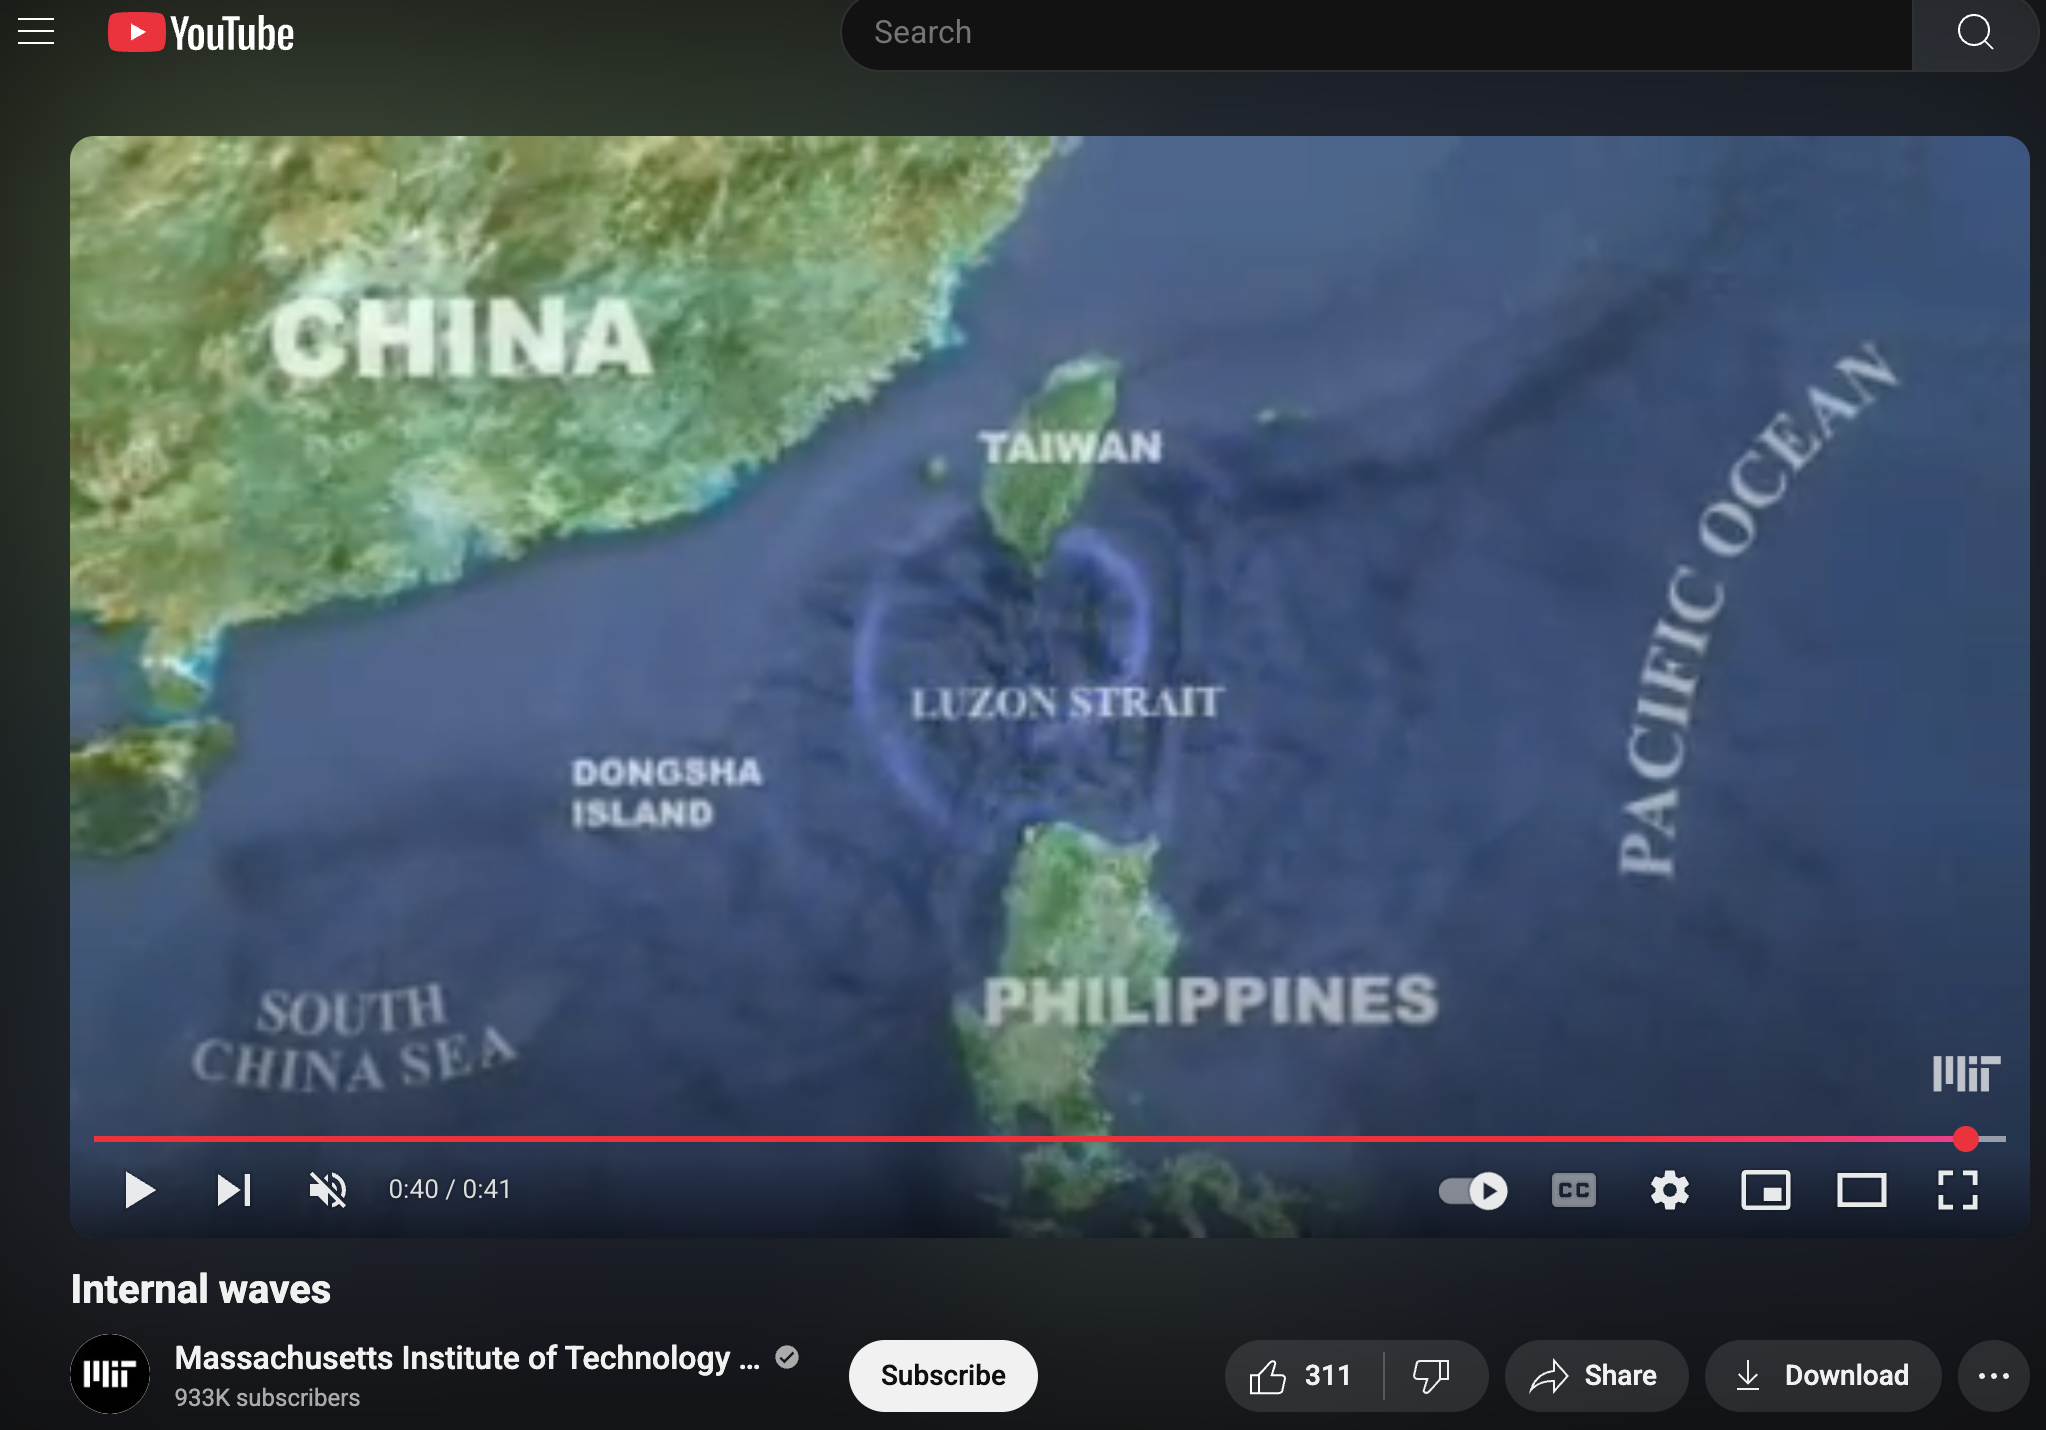 YouTube
Search
CHINA
TAIWAN
PACIFIC OCEAN
LUZON STRAIT
DONGSHA
ISLAND
PHILIPPINES
SOUTH
CHINA SEA
MIT
0:40 / 0:41
CC
Internal waves
MIT
Massachusetts Institute of Technology ...
933K subscribers
Subscribe
311
Share
Download